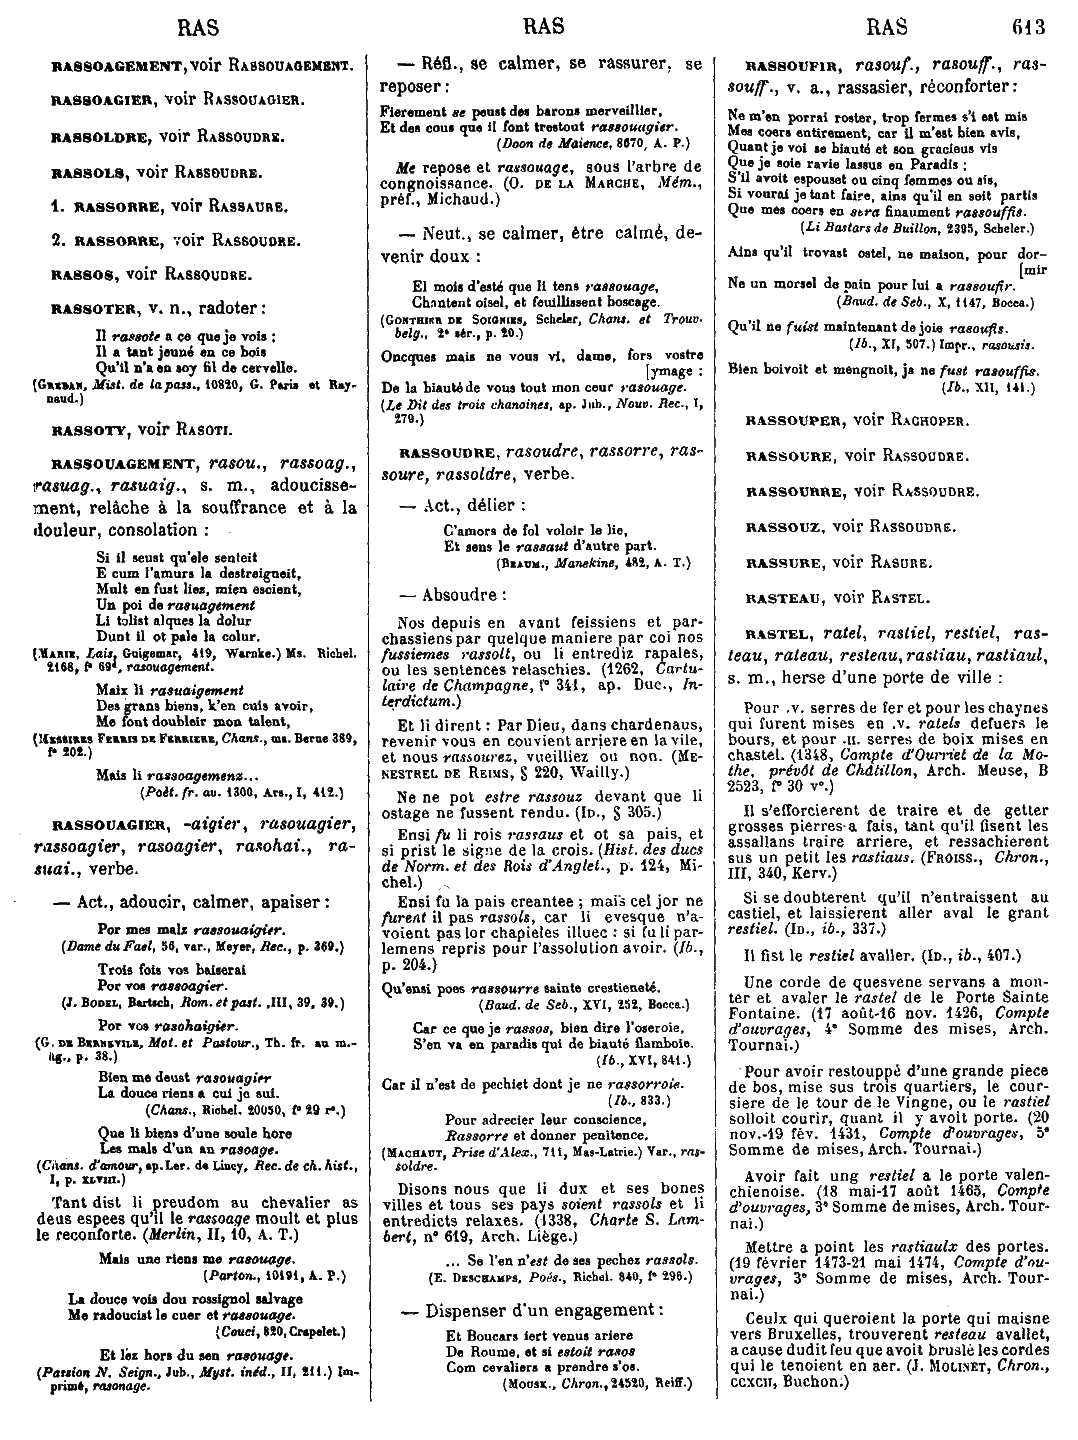 RAS
RAS
RAS 613
RASSOAGEMENT, voir RASSOUAGEMENT.
RASSOAGIER, voir RASSOUAGIER.
RASSOLDRE, voir RASSOUDRE.
RASSOLS, voir RASSOUDRE.
1. RASSORRE, voir RASSAURE.
2. RASSORRE, voir RASSOUDRE.
RASSOS, voir RASSOUDRE.
RASSOTER, v. n., radoter :
Il rassote a ce que je vois ;
Il a tant jeuné en ce bois
Qu'il n'a en soy fil de cervelle.
(GREBAN, Mist. de la pass., 10820, G. Paris et Ray-
naud.)
RASSOTY, voir RASOTI.
RASSOUAGEMENT, rasou., rassoag.,
rasuag., rasuaig., s. m., adoucisse-
ment, relâche à la souffrance et à la
douleur, consolation :
Si il seust qu'ele senteit
E cum l'amurs la destreigneit,
Mult en fust liez, mien escient,
Un poi de rasuagement
Li tolist alques la dolur
Dunt il ot pale la colur.
(MARIE, Lais, Guigemar, 419, Warnke.) Ms. Richel.
2168, f° 69d, rasouagement.
Maix li rasuaigement
Des grans biens, k'en cuis avoir,
Me font doubleir mon talent,
(MESSIRES FERRIS DE FERRIERE, Chans., ms. Berne 389,
f° 202.)
Mais li rassoagemenz...
(Poét. fr. av. 1300, Ars., I, 412.)
RASSOUAGIER, -aigier, rasouagier,
rassoagier, rasoagier, rasohai., ra-
suai., verbe.
— Act., adoucir, calmer, apaiser :
Por mes malz rassouaigier.
(Dame du Fael, 56, var., Meyer, Rec., p. 369.)
Trois fois vos baiserai
Por vos rassoagier.
(J. BODEL, Bartsch, Rom. et past. ,III, 39, 39.)
Por vos rasohaigier.
(G. DE BERNEVILE, Mot. et Pastour., Th. fr. au m.-
âg., p. 38.)
Bien me deust rasouagier
La douce riens a cui je sui.
(Chans., Richel. 20050, f° 29 r°.)
Que li biens d'une soule hore
Les mals d'un an rasoage.
(Chans. d'amour, ap. Ler. de Lincy, Rec. de ch. hist.,
I, p. XLVIII.)
Tant dist li preudom au chevalier as
deus espees qu'il le rassoage moult et plus
le reconforte. (Merlin, II, 10, A. T.)
Mais une riens me rasouage.
(Parton., 10191, A. P.)
La douce vois dou rossignol salvage
Me radoucist le cuer et rassouage.
(Couci, 820, Crapelet.)
Et lez hors du sen rasouage.
(Passion N. Seign., Jub., Myst. inéd., II, 211.) Im-
primé, rasonage.
— Réfl., se calmer, se rassurer, se
reposer :
Fierement se peust des barons merveillier,
Et des cous que il font trestout rasouagier.
(Doon de Maience, 8670, A. P.)
Me repose et rassouage, sous l'arbre de
congnoissance. (O. DE LA MARCHE, Mém.,
préf., Michaud.)
— Neut., se calmer, être calmé, de-
venir doux :
El mois d'esté que li tens rassouage,
Chantent oisel, et feuillissent boscage.
(GONTHIER DE SOIGNIES, Scheler, Chans. et Trouv.
belg., 2e sér., p. 20.)
Oncques mais ne vous vi, dame, fors vostre
[ymage :
De la biauté de vous tout mon ceur rasouage.
(Le Dit des trois chanoines, ap. Jub., Nouv. Rec., I,
279.)
RASSOUDRE, rasoudre, rassorre, ras-
soure, rassoldre, verbe.
— Act., délier :
C'amors de fol voloir le lie,
Et sens le rassaut d'autre part.
(BEAUM., Manekine, 482, A. T.)
— Absoudre :
Nos depuis en avant feissiens et par-
chassiens par quelque maniere par coi nos
fussiemes rassolt, ou li entrediz rapales,
ou les sentences relaschies. (1262, Cartu-
laire de Champagne, f° 341, ap. Duc., In-
terdictum.)
Et li dirent : Par Dieu, dans chardenaus,
revenir vous en couvient arriere en la vile,
et nous rassourez, vueilliez ou non. (ME-
NESTREL DE REIMS, § 220, Wailly.)
Ne ne pot estre rassouz devant que li
ostage ne fussent rendu. (ID., § 305.)
Ensi fu li rois rassaus et ot sa pais, et
si prist le signe de la crois. (Hist. des ducs
de Norm. et des Rois d'Anglet., p. 124, Mi-
chel.)
Ensi fu la pais creantee ; mais cel jor ne
furent il pas rassols, car li evesque n'a-
voient pas lor chapieles illuec : si fu li par-
lemens repris pour l'assolution avoir. (Ib.,
p. 204.)
Qu'ensi poes rassourre sainte crestieneté.
(Baud. de Seb., XVI, 252, Bocca.)
Car ce que je rassos, bien dire l'oseroie,
S'en va en paradis qui de biauté flamboie.
(Ib., XVI, 841.)
Car il n'est de pechiet dont je ne rassorroie.
(Ib., 833.)
Pour adrecier leur conscience,
Rassorre et donner penitence.
(MACHAUT, Prise d'Alex., 711, Mas-Latrie.) Var., ras-
soldre.
Disons nous que li dux et ses bones
villes et tous ses pays soient rassols et li
entredicts relaxes. (1338, Charte S. Lam-
bert, n° 619, Arch. Liège.)
... Se l'en n'est de ses pechez rassols.
(E. DESCHAMPS, Poés., Richel. 840, f° 296.)
— Dispenser d'un engagement :
Et Boucars iert venus ariere
De Roume, et si estoit rasos
Com cevaliers a prendre s'os.
(MOUSK., Chron., 24520, Reiff.)
RASSOUFIR, rasouf., rasouff., ras-
souff., v. a., rassasier, réconforter :
Ne m'en porrai roster, trop fermes s'i est mis
Mes coers entirement, car il m'est bien avis,
Quant je voi se biauté et son gracieus vis
Que je soie ravie lassus en Paradis ;
S'il avoit espouset ou cinq femmes ou sis,
Si vourai je tant faire, ains qu'il en soit partis
Que mes coers en sera finaument rasouffis.
(Li Bastars de Buillon, 2395, Scheler.)
Ains qu'il trovast ostel, ne maison, pour dor-
[mir
Ne un morsel de pain pour lui a rassoufir.
(Baud. de Seb., X, 1147, Bocca.)
Qu'il ne fuist maintenant de joie rasoufis.
(Ib., XI, 507.) Impr., rasousis.
Bien boivoit et mengnoit, ja ne fust rasouffis.
(Ib., XII, 141.)
RASSOUPER, voir RACHOPER.
RASSOURE, voir RASSOUDRE.
RASSOURRE, voir RASSOUDRE.
RASSOUZ, voir RASSOUDRE.
RASSURE, voir RASURE.
RASTEAU, voir RASTEL.
RASTEL, ratel, rastiel, restiel, ras-
teau, rateau, resteau, rastiau, rastiaul,
s. m., herse d'une porte de ville :
Pour .v. serres de fer et pour les chaynes
qui furent mises en .v. ratels defuers le
bours, et pour .II. serres de boix mises en
chastel. (1348, Compte d'Ourriet de la Mo-
the, prévôt de Châtillon, Arch. Meuse, B
2523, f° 30 v°.)
Il s'efforcierent de traire et de getter
grosses pierres a fais, tant qu'il fisent les
assallans traire arriere, et ressachierent
sus un petit les rastiaus. (FROISS., Chron.,
III, 340, Kerv.)
Si se doubterent qu'il n'entraissent au
castiel, et laissierent aller aval le grant
restiel. (ID., ib., 337.)
Il fist le restiel avaller. (ID., ib., 407.)
Une corde de quesvene servans a mon-
ter et avaler le rastel de le Porte Sainte
Fontaine. (17 août-16 nov. 1426, Compte
d'ouvrages, 4e Somme des mises, Arch.
Tournai.)
Pour avoir restouppé d'une grande piece
de bos, mise sus trois quartiers, le cour-
siere de le tour de le Vingne, ou le rastiel
solloit courir, quant il y avoit porte. (20
nov.-19 fév. 1431, Compte d'ouvrages, 5e
Somme de mises, Arch. Tournai.)
Avoir fait ung restiel a le porte valen-
chienoise. (18 mai-17 août 1465, Compte
d'ouvrages, 3e Somme de mises, Arch. Tour-
nai.)
Mettre a point les rastiaulx des portes.
(19 février 1473-21 mai 1474, Compte d'ou-
vrages, 3e Somme de mises, Arch. Tour-
nai.)
Ceulx qui queroient la porte qui maisne
vers Bruxelles, trouverent resteau avallet,
a cause dudit feu que avoit bruslé les cordes
qui le tenoient en aer. (J. MOLINET, Chron.,
CCXCII, Buchon.)